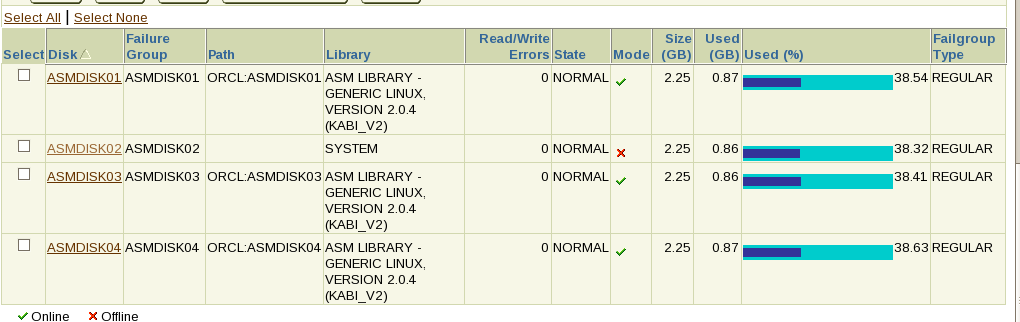 Select All | Select None
Select Disk Failure Group Path Library Read/Write Errors State Mode Size (GB) Used (GB) Used (%) Failgroup Type
ASMDISK01 ASMDISK01 ORCL:ASMDISK01 ASM LIBRARY - 0 NORMAL 2.25 0.87 38.54 REGULAR
GENERIC LINUX,
VERSION 2.0.4
(KABI_V2)
ASMDISK02 ASMDISK02 SYSTEM 0 NORMAL 2.25 0.86 38.32 REGULAR
ASMDISK03 ASMDISK03 ORCL:ASMDISK03 ASM LIBRARY - 0 NORMAL 2.25 0.86 38.41 REGULAR
GENERIC LINUX,
VERSION 2.0.4
(KABI_V2)
ASMDISK04 ASMDISK04 ORCL:ASMDISK04 ASM LIBRARY - 0 NORMAL 2.25 0.87 38.63 REGULAR
GENERIC LINUX,
VERSION 2.0.4
(KABI_V2)
Online Offline